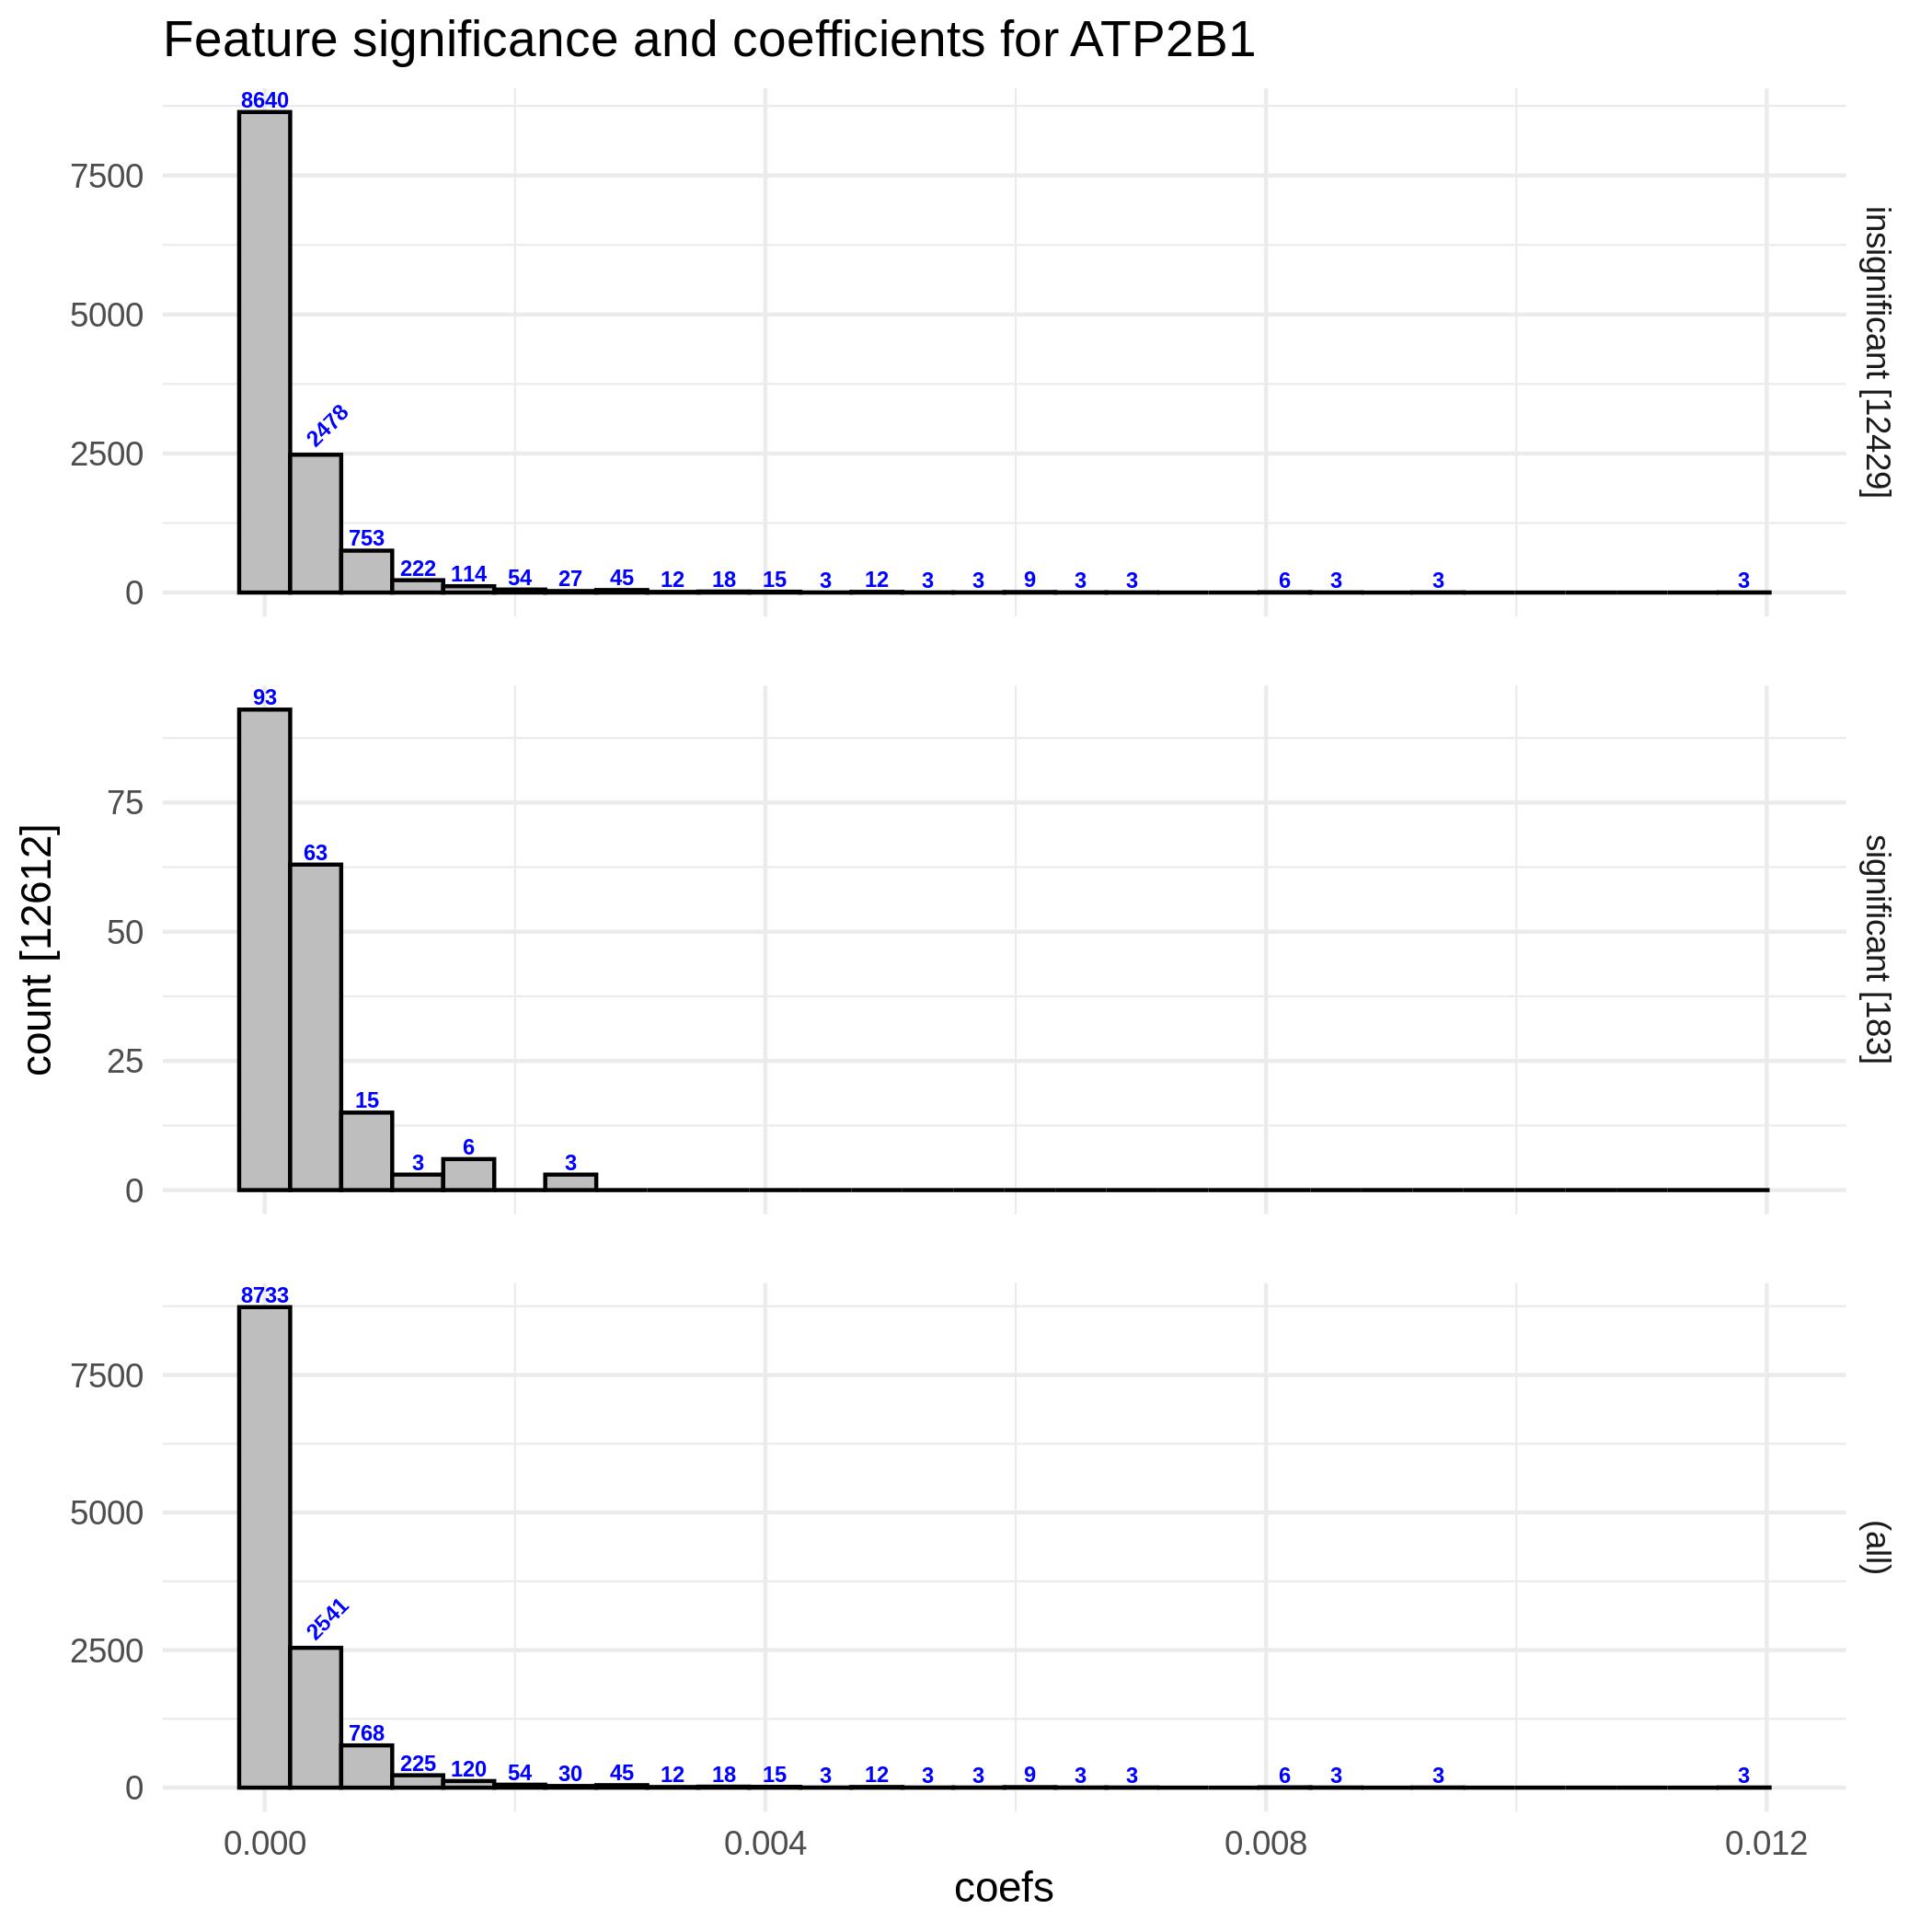 Feature significance and coefficients for ATP2B1
8640
2478
753
222 114 54 27 45 12 18 15 3 12 3 3 9 3 3 6 3 3 3
7500
5000
2500
0
insignificant [12429]
93
63
15
3
6
3
75
50
25
0
significant [183]
count [12612]
8733
2541
768
225 120 54 30 45 12 18 15 3 12 3 3 9 3 3 6 3 3 3
7500
5000
2500
0
(all)
0.000 0.004 0.008 0.012
coefs